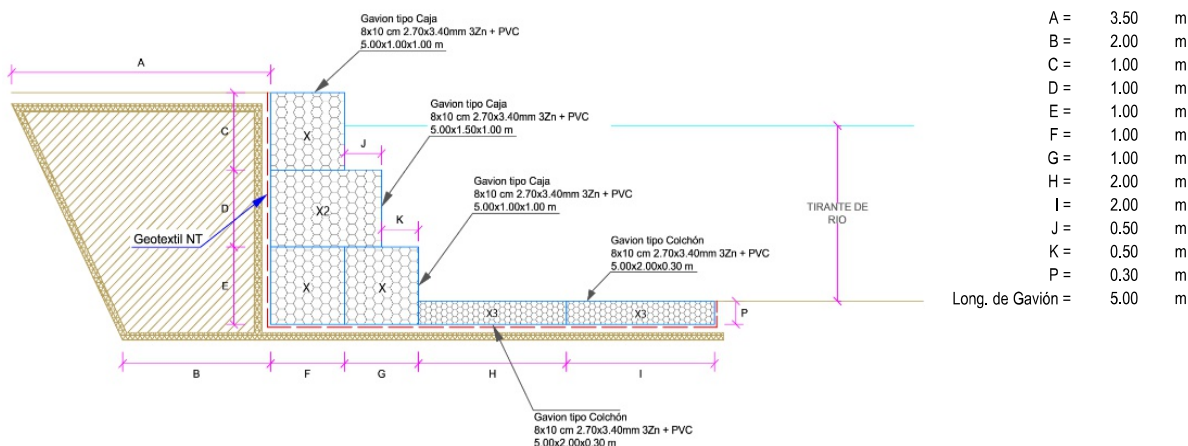 Gavion tipo Caja
8x10 cm 2.70x3.40mm 3Zn + PVC
5.00x1.00x1.00 m
A
Gavion tipo Caja
8x10 cm 2.70x3.40mm 3Zn + PVC
5.00x1.50x1.00 m
C
X
J
Gavion tipo Caja
8x10 cm 2.70x3.40mm 3Zn + PVC
5.00x1.00x1.00 m
D
X2
K
TIRANTE DE
RIO
Geotextil NT
Gavion tipo Colchón
8x10 cm 2.70x3.40mm 3Zn + PVC
5.00x2.00x0.30 m
E
X
X
X3
X3
P
B
F
G
H
I
Gavion tipo Colchón
8x10 cm 2.70x3.40mm 3Zn + PVC
5.00x2.00x0.30 m
A = 3.50 m
B = 2.00 m
C = 1.00 m
D = 1.00 m
E = 1.00 m
F = 1.00 m
G = 1.00 m
H = 2.00 m
I = 2.00 m
J = 0.50 m
K = 0.50 m
P = 0.30 m
Long. de Gavión = 5.00 m